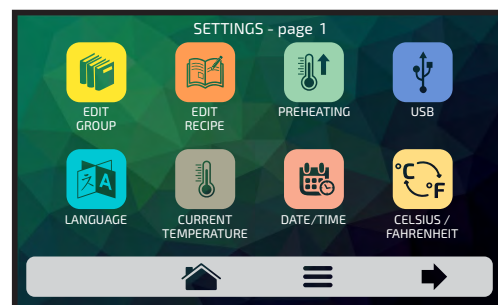 SETTINGS - page 1
EDIT
GROUP
EDIT
RECIPE
PREHEATING
USB
LANGUAGE
CURRENT
TEMPERATURE
DATE/TIME
°C
°F
CELSIUS /
FAHRENHEIT
A